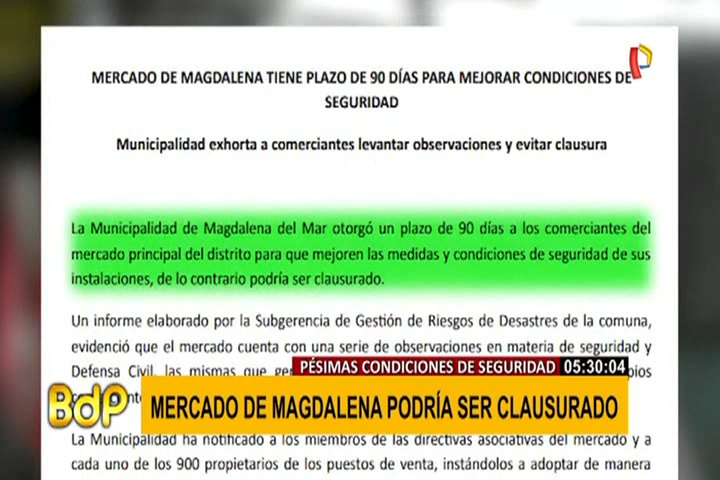 MERCADO DE MAGDALENA TIENE PLAZO DE 90 DÍAS PARA MEJORAR CONDICIONES DE
SEGURIDAD
Municipalidad exhorta a comerciantes levantar observaciones y evitar clausura
La Municipalidad de Magdalena del Mar otorgó un plazo de 90 días a los comerciantes del
mercado principal del distrito para que mejoren las medidas y condiciones de seguridad de sus
instalaciones, de lo contrario podría ser clausurado.
Un informe elaborado por la Subgerencia de Gestión de Riesgos de Desastres de la comuna,
evidenció que el mercado cuenta con una serie de observaciones en materia de seguridad y
Defensa Civil, las mismas que
PÉSIMAS CONDICIONES DE SEGURIDAD 05:30:04
BDP MERCADO DE MAGDALENA PODRÍA SER CLAUSURADO
La Municipalidad ha notificado a los miembros de las directivas asociativas del mercado y a
cada uno de los 900 propietarios de los puestos de venta, instándolos a adoptar de manera